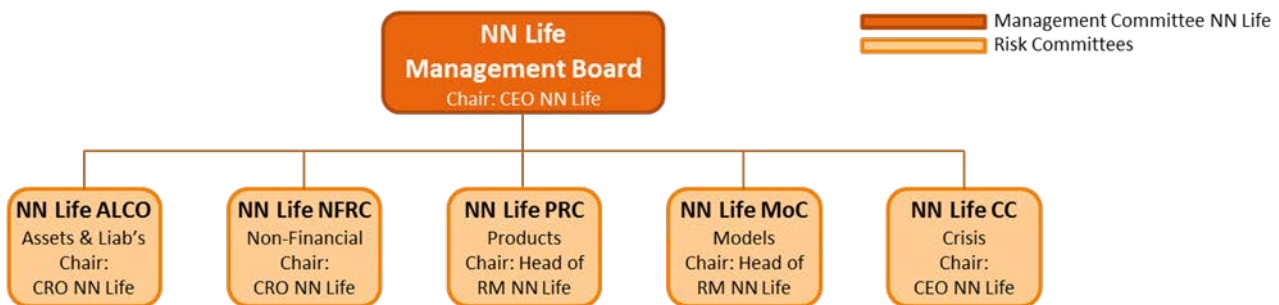 NN Life
Management Board
Chair: CEO NN Life
Management Committee NN Life
Risk Committees
NN Life ALCO
Assets & Liab's
Chair:
CRO NN Life
NN Life NFRC
Non-Financial
Chair:
CRO NN Life
NN Life PRC
Products
Chair: Head of
RM NN Life
NN Life MoC
Models
Chair: Head of
RM NN Life
NN Life CC
Crisis
Chair:
CEO NN Life